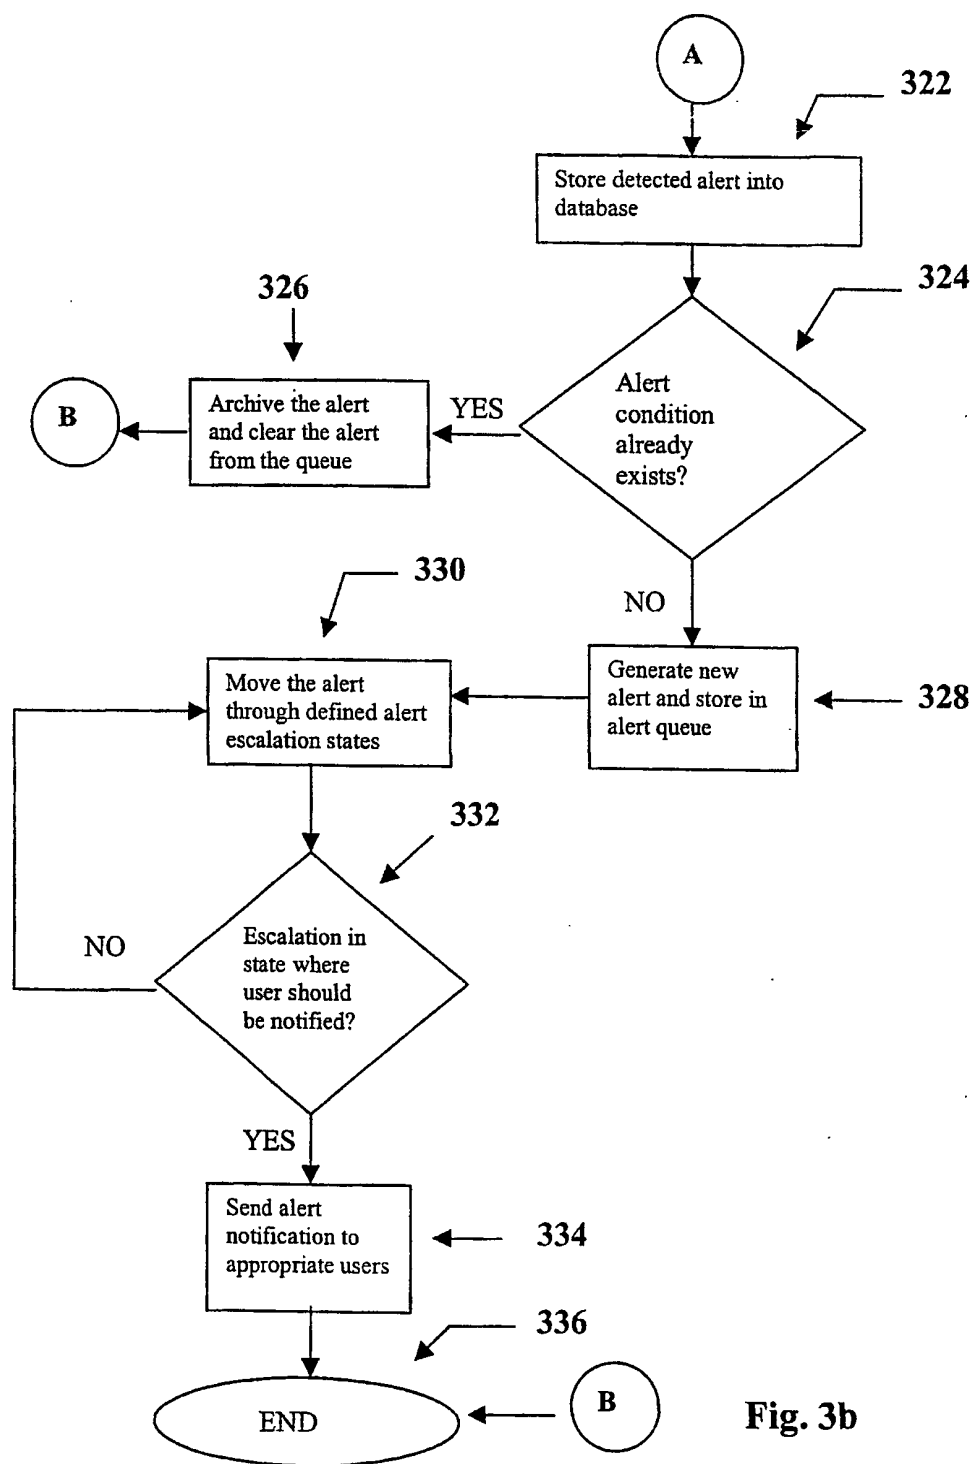 A
322
Store detected alert into
database
324
326
Alert
condition
already
exists?
YES
Archive the alert
and clear the alert
from the queue
B
NO
330
Generate new
alert and store in
alert queue
328
Move the alert
through defined alert
escalation states
332
Escalation in
state where
user should
be notified?
NO
YES
Send alert
notification to
appropriate users
334
336
END
B
Fig. 3b